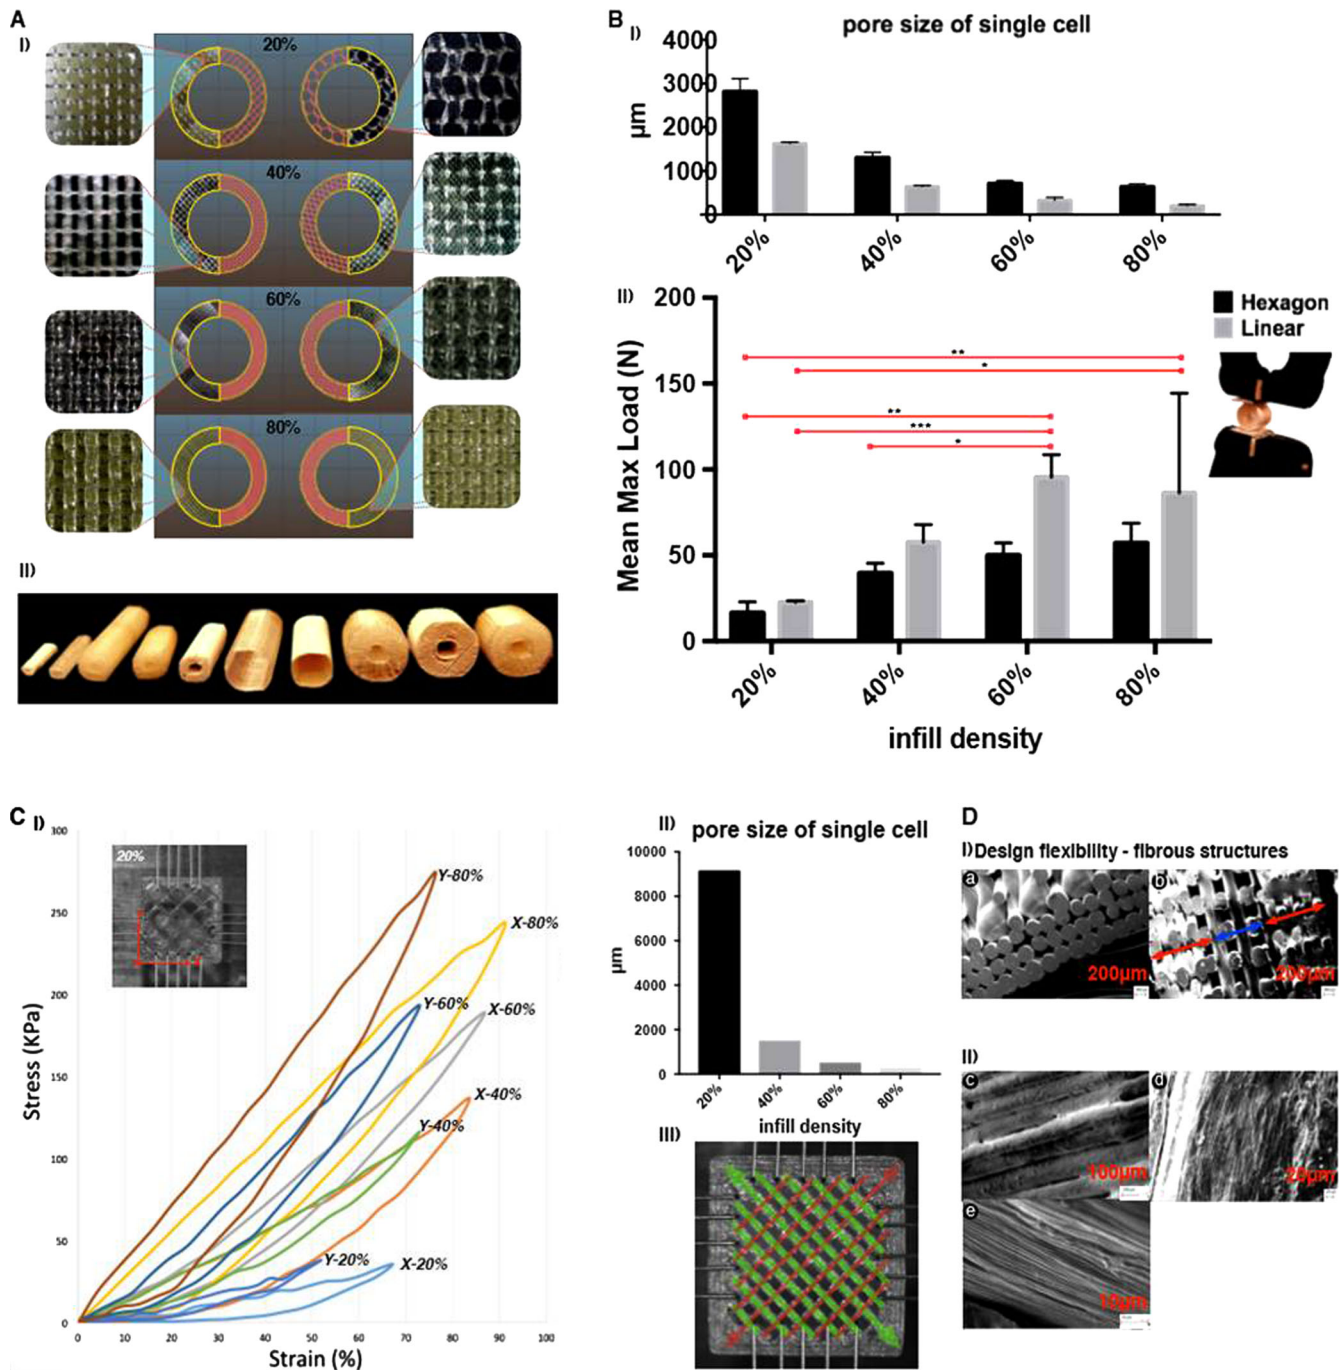 A
I)
20%
40%
60%
80%
II)
B
I)
pore size of single cell
4000
3000
2000
1000
0
µm
20%
40%
60%
80%
II)
200
150
100
50
0
Mean Max Load (N)
Hexagon
Linear
**
*
**
***
*
20%
40%
60%
80%
infill density
C
I)
300
250
200
150
100
50
0
Stress (KPa)
20%
Y-80%
X-80%
Y-60%
X-60%
X-40%
Y-40%
Y-20%
X-20%
0 10 20 30 40 50 60 70 80 90 100
Strain (%)
II)
pore size of single cell
10000
8000
6000
4000
2000
0
µm
20%
40%
60%
80%
infill density
III)
D
I) Design flexibility - fibrous structures
a
200µm
b
200µm
II)
c
100µm
d
20µm
e
10µm